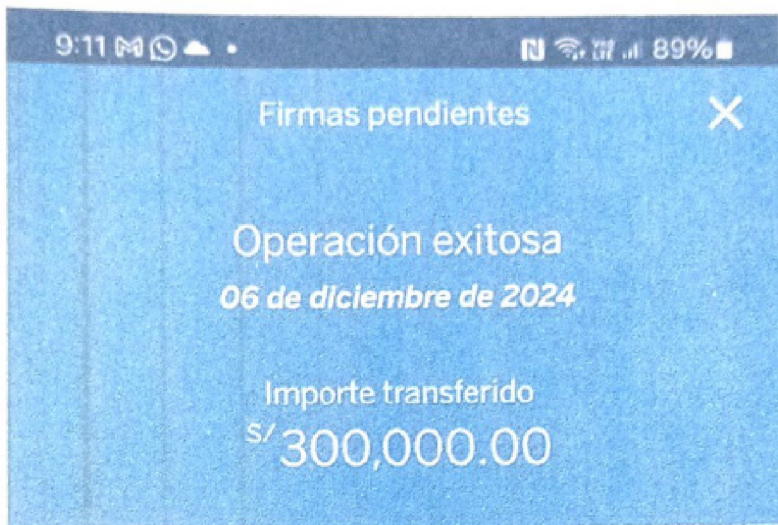 9:11
89%
Firmas pendientes
Operación exitosa
06 de diciembre de 2024
Importe transferido
S/ 300,000.00